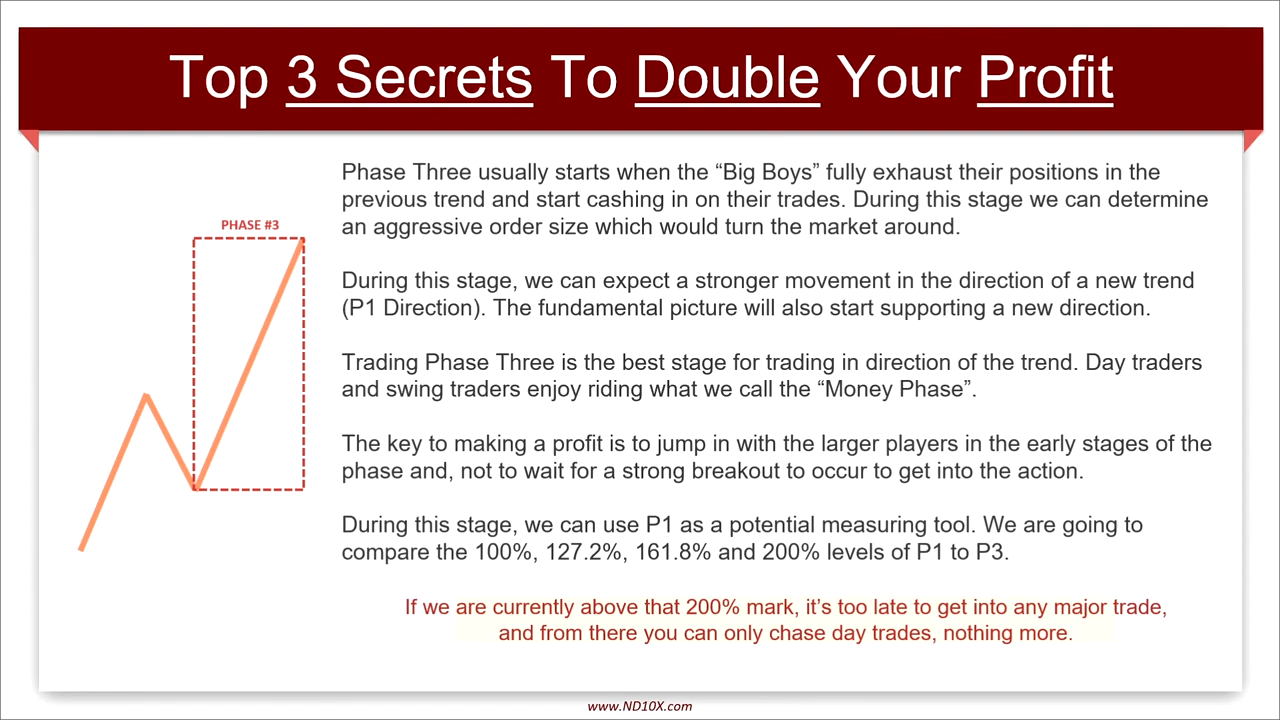 Top 3 Secrets To Double Your Profit
PHASE #3
Phase Three usually starts when the “Big Boys” fully exhaust their positions in the
previous trend and start cashing in on their trades. During this stage we can determine
an aggressive order size which would turn the market around.
During this stage, we can expect a stronger movement in the direction of a new trend
(P1 Direction). The fundamental picture will also start supporting a new direction.
Trading Phase Three is the best stage for trading in direction of the trend. Day traders
and swing traders enjoy riding what we call the “Money Phase”.
The key to making a profit is to jump in with the larger players in the early stages of the
phase and, not to wait for a strong breakout to occur to get into the action.
During this stage, we can use P1 as a potential measuring tool. We are going to
compare the 100%, 127.2%, 161.8% and 200% levels of P1 to P3.
If we are currently above that 200% mark, it’s too late to get into any major trade,
and from there you can only chase day trades, nothing more.
www.ND10X.com